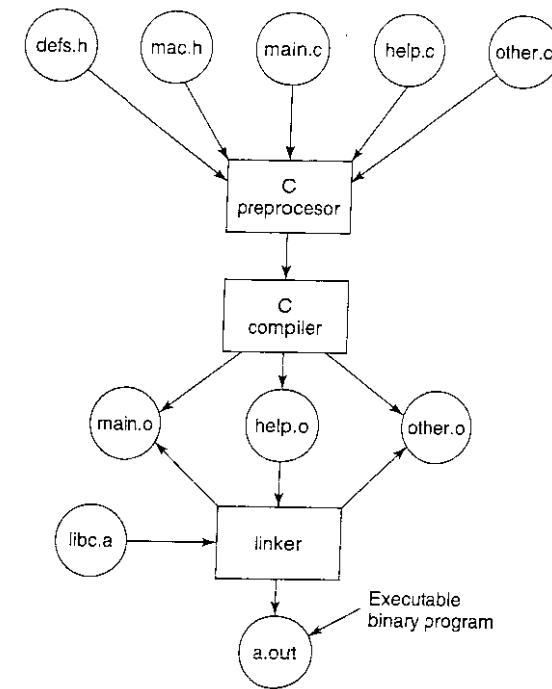 defs.h
mac.h
main.c
help.c
other.c
C
preprocesor
C
compiler
main.o
help.o
other.o
libc.a
linker
Executable
binary program
a.out